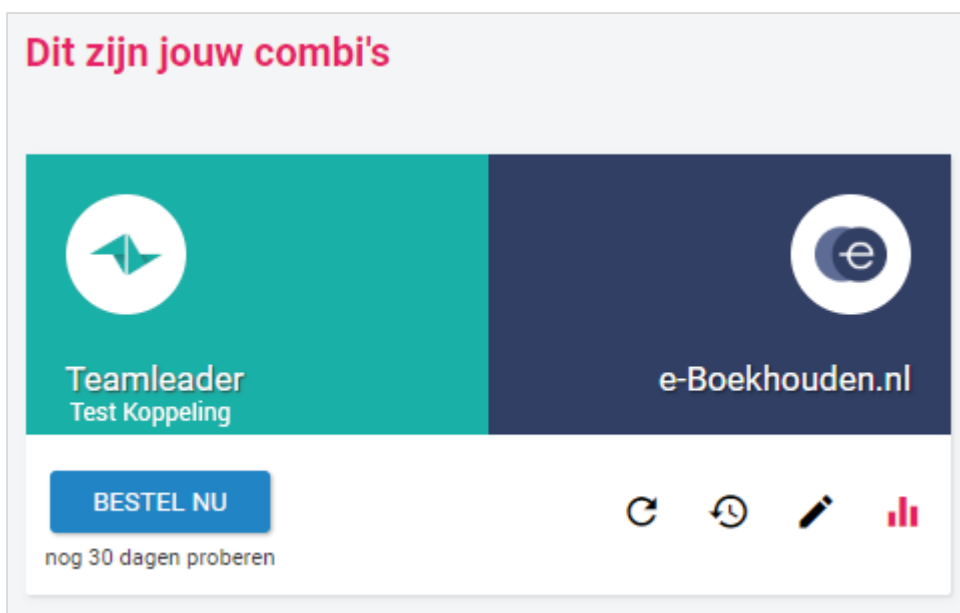 Dit zijn jouw combi's
Teamleader
Test Koppeling
e
e-Boekhouden.nl
BESTEL NU
nog 30 dagen proberen